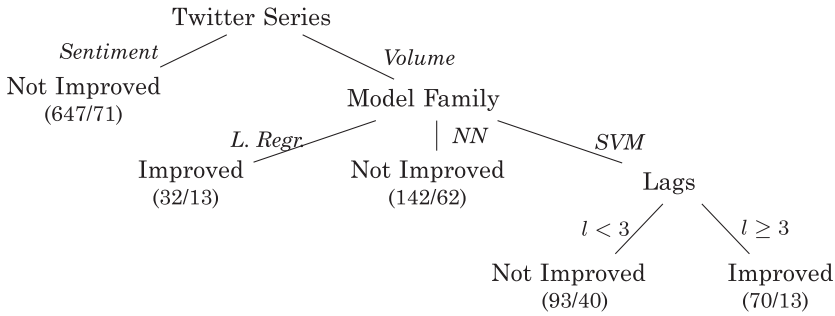 Twitter Series
Sentiment
Volume
Not Improved
(647/71)
Model Family
L. Regr.
NN
SVM
Improved
(32/13)
Not Improved
(142/62)
Lags
l < 3
l ≥ 3
Not Improved
(93/40)
Improved
(70/13)